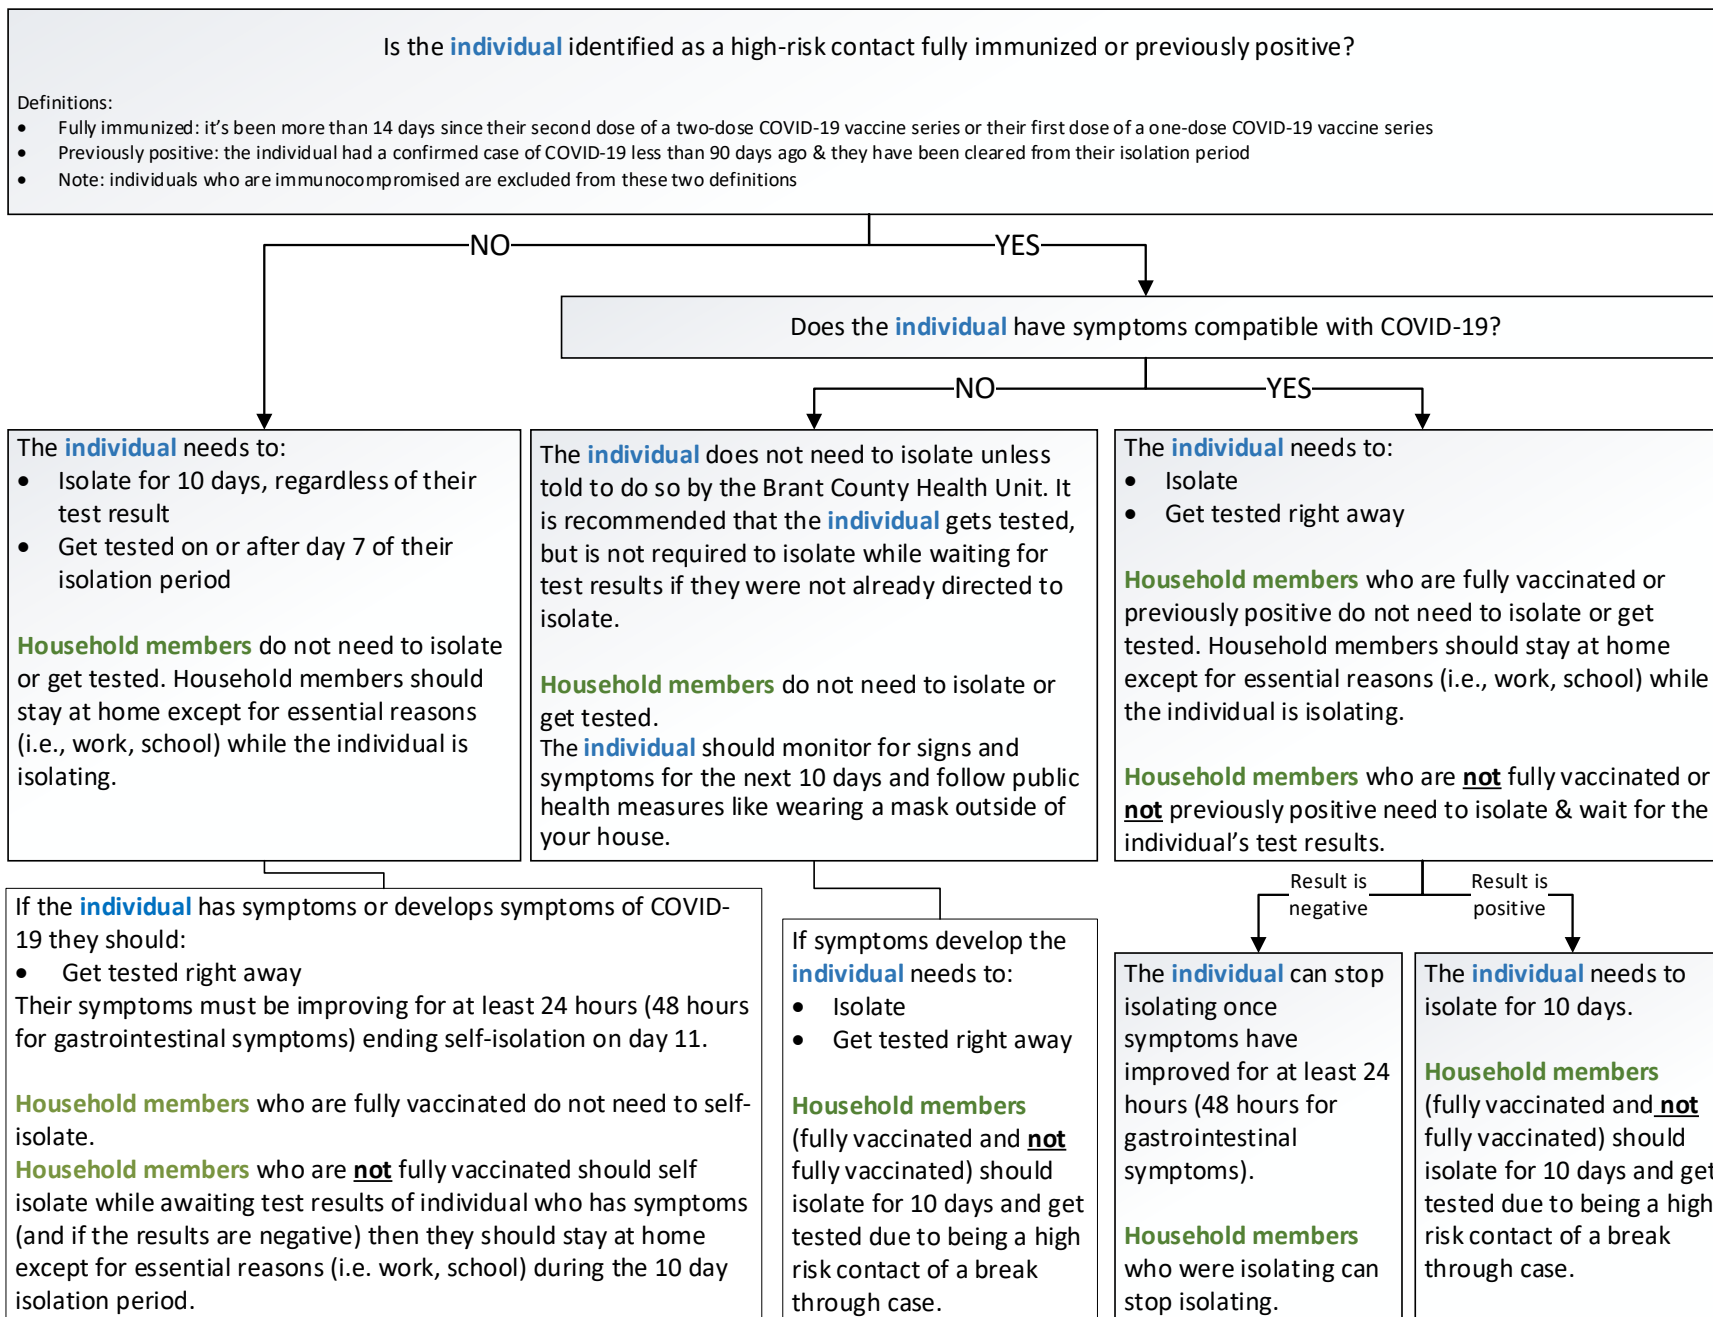 Is the individual identified as a high-risk contact fully immunized or previously positive?
Definitions:
• Fully immunized: it's been more than 14 days since their second dose of a two-dose COVID-19 vaccine series or their first dose of a one-dose COVID-19 vaccine series
• Previously positive: the individual had a confirmed case of COVID-19 less than 90 days ago & they have been cleared from their isolation period
• Note: individuals who are immunocompromised are excluded from these two definitions
NO
YES
Does the individual have symptoms compatible with COVID-19?
NO
YES
The individual needs to:
• Isolate for 10 days, regardless of their
test result
• Get tested on or after day 7 of their
isolation period
Household members do not need to isolate
or get tested. Household members should
stay at home except for essential reasons
(i.e., work, school) while the individual is
isolating.
The individual does not need to isolate unless
told to do so by the Brant County Health Unit. It
is recommended that the individual gets tested,
but is not required to isolate while waiting for
test results if they were not already directed to
isolate.
Household members do not need to isolate or
get tested.
The individual should monitor for signs and
symptoms for the next 10 days and follow public
health measures like wearing a mask outside of
your house.
The individual needs to:
• Isolate
• Get tested right away
Household members who are fully vaccinated or
previously positive do not need to isolate or get
tested. Household members should stay at home
except for essential reasons (i.e., work, school) while
the individual is isolating.
Household members who are not fully vaccinated or
not previously positive need to isolate & wait for the
individual's test results.
If the individual has symptoms or develops symptoms of COVID-
19 they should:
• Get tested right away
Their symptoms must be improving for at least 24 hours (48 hours
for gastrointestinal symptoms) ending self-isolation on day 11.
Household members who are fully vaccinated do not need to self-
isolate.
Household members who are not fully vaccinated should self
isolate while awaiting test results of individual who has symptoms
(and if the results are negative) then they should stay at home
except for essential reasons (i.e. work, school) during the 10 day
isolation period.
If symptoms develop the
individual needs to:
• Isolate
• Get tested right away
Household members
(fully vaccinated and not
fully vaccinated) should
isolate for 10 days and get
tested due to being a high
risk contact of a break
through case.
Result is
negative
Result is
positive
The individual can stop
isolating once
symptoms have
improved for at least 24
hours (48 hours for
gastrointestinal
symptoms).
Household members
who were isolating can
stop isolating.
The individual needs to
isolate for 10 days.
Household members
(fully vaccinated and not
fully vaccinated) should
isolate for 10 days and get
tested due to being a high
risk contact of a break
through case.